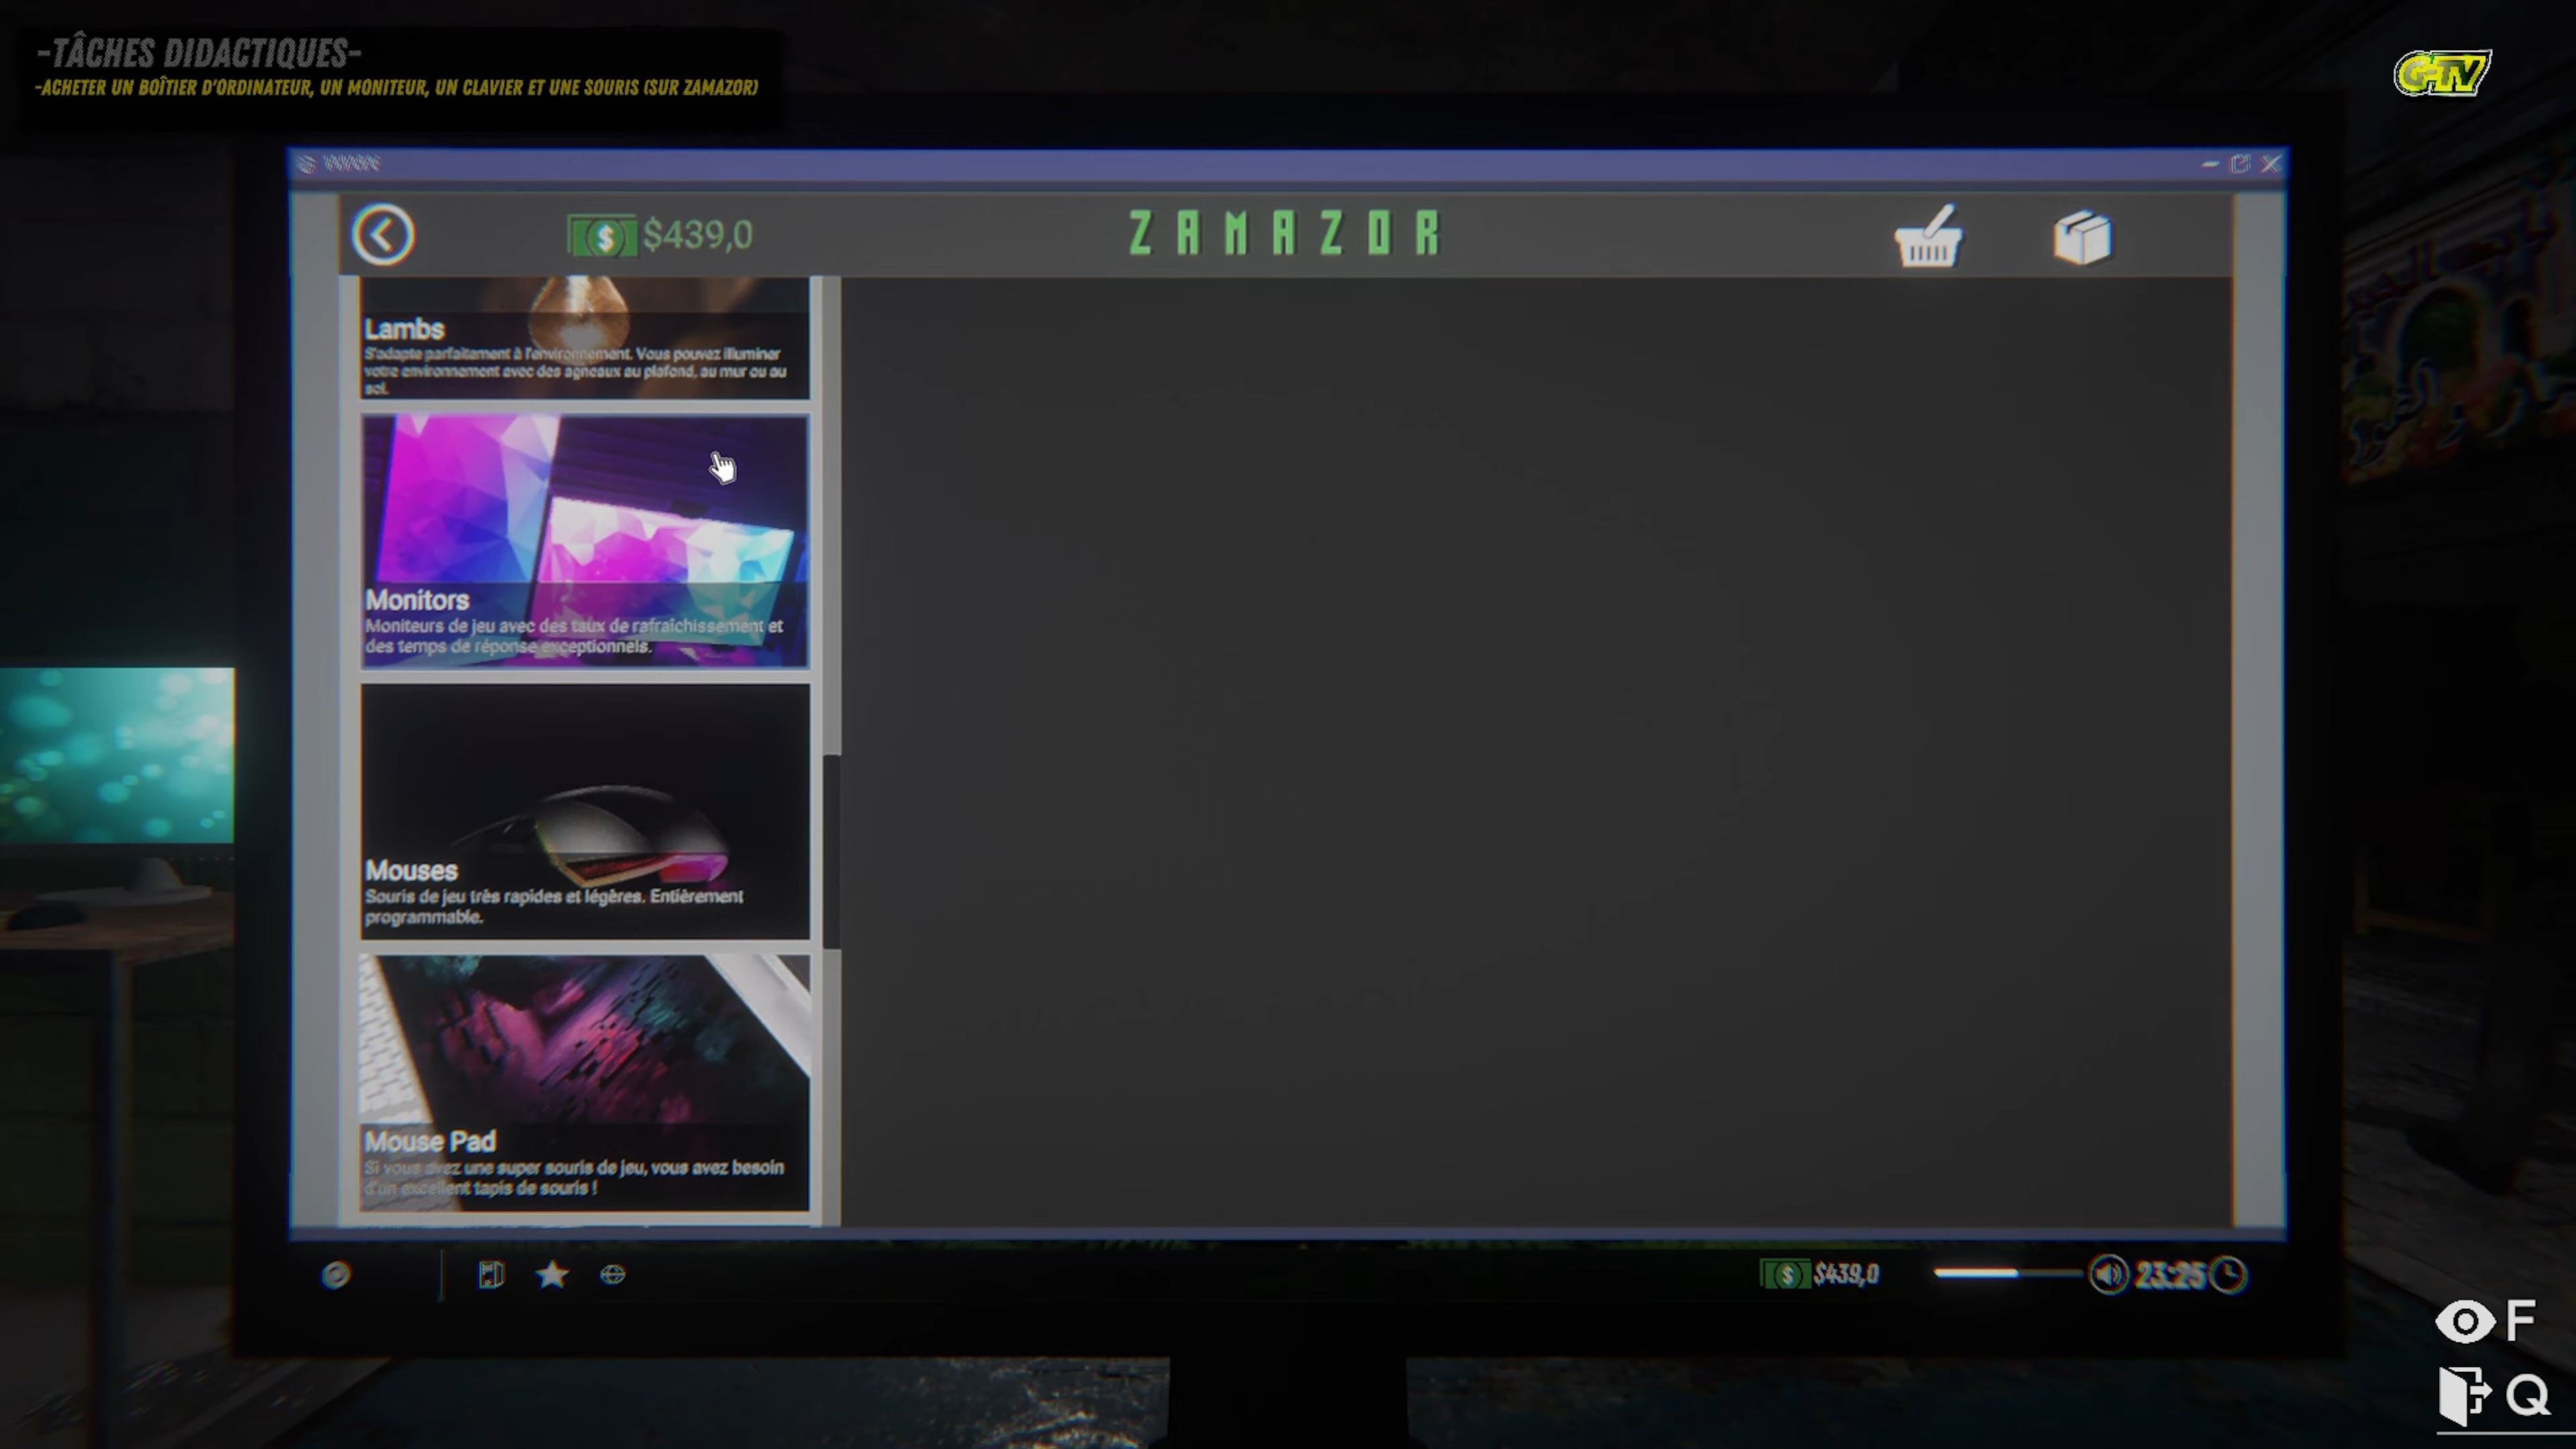 -TÂCHES DIDACTIQUES-
-ACHETER UN BOÎTIER D'ORDINATEUR, UN MONITEUR, UN CLAVIER ET UNE SOURIS (SUR ZAMAZOR)
G-TV
WWW
$439,0
ZAMAZOR
Lambs
S'adapte parfaitement à l'environnement. Vous pouvez illuminer
votre environnement avec des agneaux au plafond, au mur ou au
sol.
Monitors
Moniteurs de jeu avec des taux de rafraîchissement et
des temps de réponse exceptionnels.
Mouses
Souris de jeu très rapides et légères. Entièrement
programmable.
Mouse Pad
Si vous avez une super souris de jeu, vous avez besoin
d'un excellent tapis de souris !
$439,0
23:25
F
Q